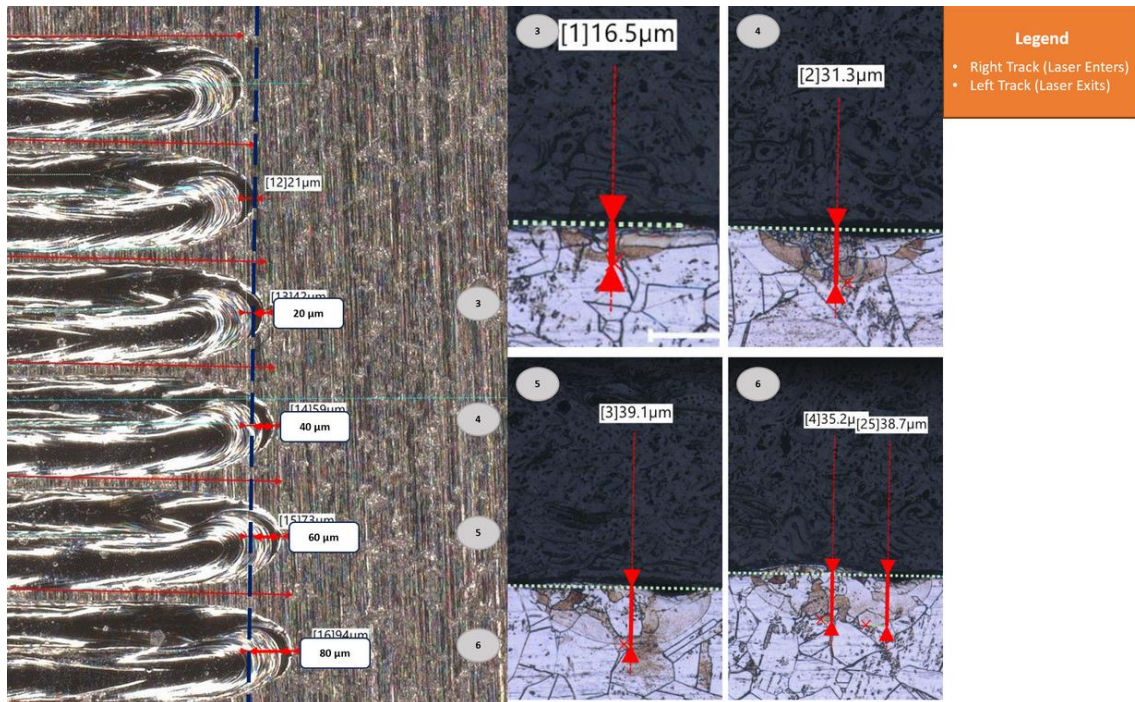 [12]21µm
[13]42µm
20 µm
3
[14]59µm
40 µm
4
[15]73µm
60 µm
5
[16]94µm
80 µm
6
3
[1]16.5µm
4
[2]31.3µm
5
[3]39.1µm
6
[4]35.2µm
[25]38.7µm
Legend
• Right Track (Laser Enters)
• Left Track (Laser Exits)